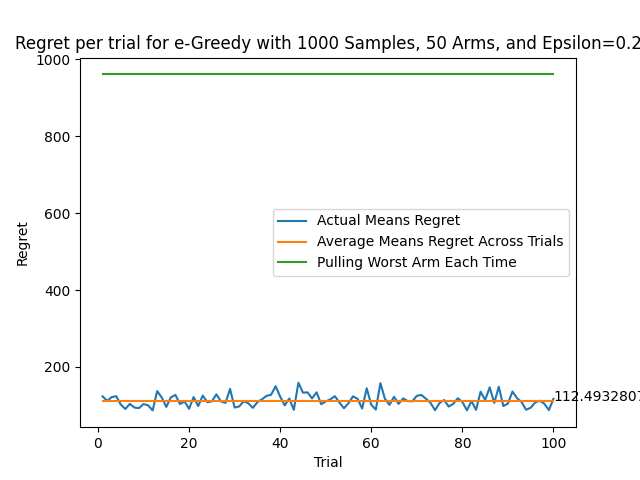 Regret per trial for e-Greedy with 1000 Samples, 50 Arms, and Epsilon=0.2
1000
800
600
400
200
Regret
Actual Means Regret
Average Means Regret Across Trials
Pulling Worst Arm Each Time
112.4932807
0
20
40
60
80
100
Trial